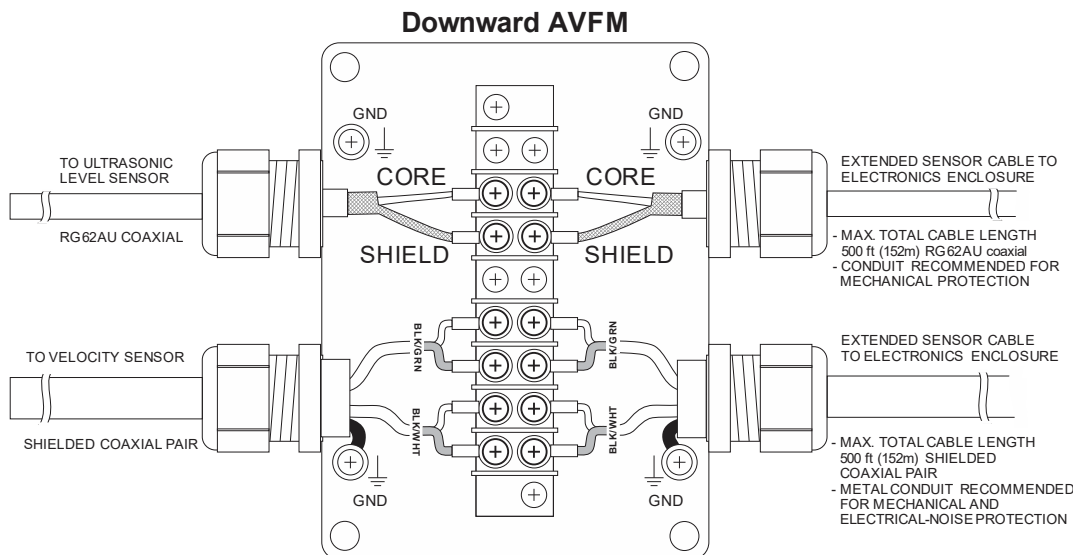 Downward AVFM
GND
GND
TO ULTRASONIC
LEVEL SENSOR
RG62AU COAXIAL
CORE
CORE
SHIELD
SHIELD
EXTENDED SENSOR CABLE TO
ELECTRONICS ENCLOSURE
- MAX. TOTAL CABLE LENGTH
500 ft (152m) RG62AU coaxial
- CONDUIT RECOMMENDED FOR
MECHANICAL PROTECTION
TO VELOCITY SENSOR
SHIELDED COAXIAL PAIR
BLK/GRN
BLK/GRN
BLK/WHT
BLK/WHT
GND
GND
EXTENDED SENSOR CABLE
TO ELECTRONICS ENCLOSURE
- MAX. TOTAL CABLE LENGTH
500 ft (152m) SHIELDED
COAXIAL PAIR
- METAL CONDUIT RECOMMENDED
FOR MECHANICAL AND
ELECTRICAL-NOISE PROTECTION